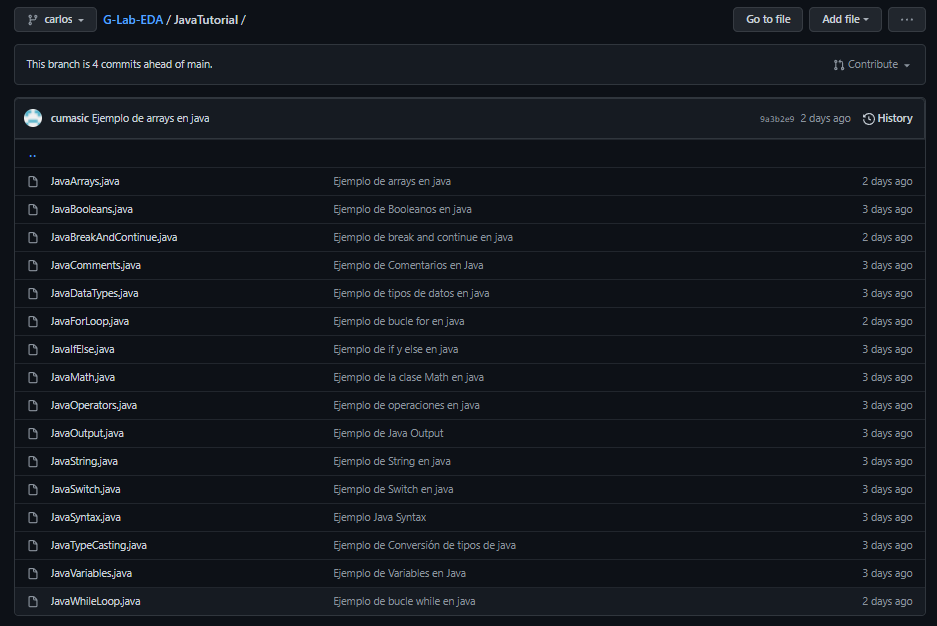 carlos G-Lab-EDA / JavaTutorial / Go to file Add file ...
This branch is 4 commits ahead of main. Contribute
cumasic Ejemplo de arrays en java 9a3b2e9 2 days ago History
..
JavaArrays.java Ejemplo de arrays en java 2 days ago
JavaBooleans.java Ejemplo de Booleanos en java 3 days ago
JavaBreakAndContinue.java Ejemplo de break and continue en java 2 days ago
JavaComments.java Ejemplo de Comentarios en Java 3 days ago
JavaDataTypes.java Ejemplo de tipos de datos en java 3 days ago
JavaForLoop.java Ejemplo de bucle for en java 2 days ago
JavaIfElse.java Ejemplo de if y else en java 3 days ago
JavaMath.java Ejemplo de la clase Math en java 3 days ago
JavaOperators.java Ejemplo de operaciones en java 3 days ago
JavaOutput.java Ejemplo de Java Output 3 days ago
JavaString.java Ejemplo de String en java 3 days ago
JavaSwitch.java Ejemplo de Switch en java 3 days ago
JavaSyntax.java Ejemplo Java Syntax 3 days ago
JavaTypeCasting.java Ejemplo de Conversión de tipos de java 3 days ago
JavaVariables.java Ejemplo de Variables en Java 3 days ago
JavaWhileLoop.java Ejemplo de bucle while en java 2 days ago